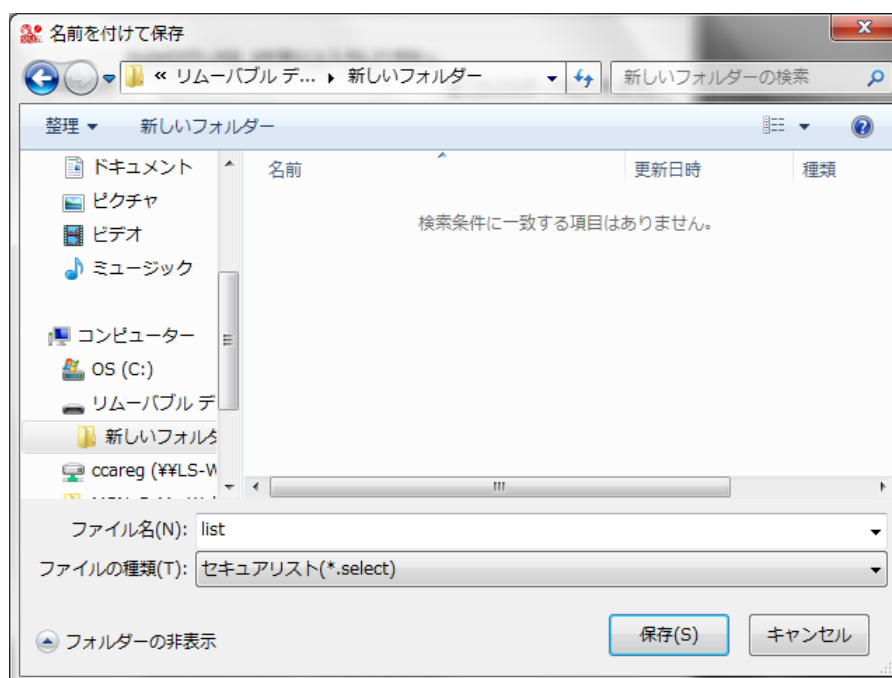 名前を付けて保存
« リムーバブル デ... ▸ 新しいフォルダー
新しいフォルダーの検索
整理 ▼ 新しいフォルダー
名前 更新日時 種類
検索条件に一致する項目はありません。
ドキュメント
ピクチャ
ビデオ
ミュージック
コンピューター
OS (C:)
リムーバブル デ
新しいフォルダ
ccareg (¥¥LS-W
ファイル名(N): list
ファイルの種類(T): セキュアリスト(*.select)
フォルダーの非表示
保存(S) キャンセル